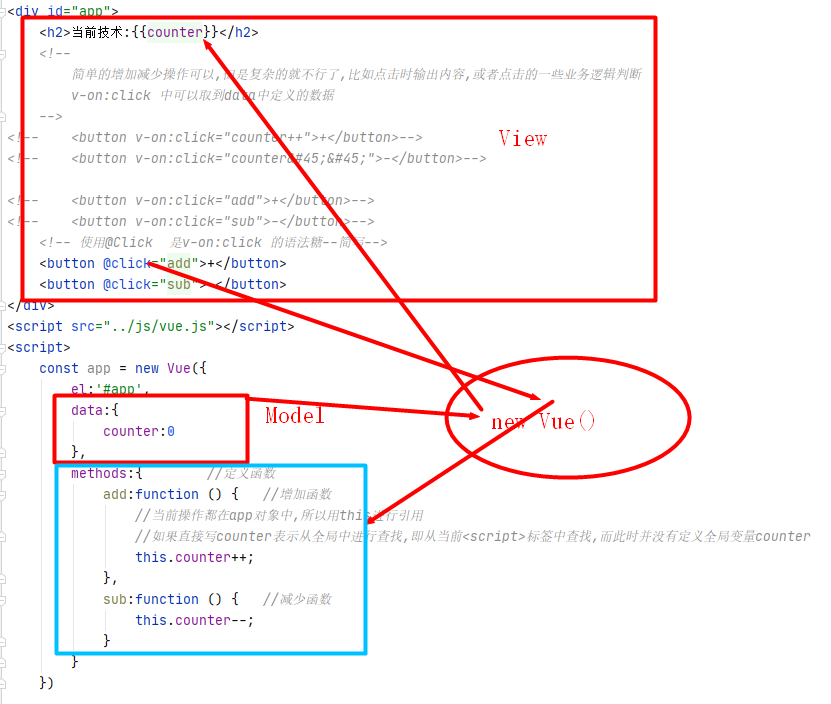 <div id="app">
<h2>当前技术:{{counter}}</h2>
<!--
简单的增加减少操作可以,但是复杂的就不行了,比如点击时输出内容,或者点击的一些业务逻辑判断
v-on:click 中可以取到data中定义的数据
-->
<!-- <button v-on:click="counter++">+</button>-->
<!-- <button v-on:click="counter&#45;&#45;">-</button>-->
View
<!-- <button v-on:click="add">+</button>-->
<!-- <button v-on:click="sub">-</button>-->
<!-- 使用@Click 是v-on:click 的语法糖--简写-->
<button @click="add">+</button>
<button @click="sub">-</button>
</div>
<script src="../js/vue.js"></script>
<script>
const app = new Vue({
el:'#app',
data:{
Model
counter:0
new Vue()
},
methods:{ //定义函数
add:function () { //增加函数
//当前操作都在app对象中,所以用this进行引用
//如果直接写counter表示从全局中进行查找,即从当前<script>标签中查找,而此时并没有定义全局变量counter
this.counter++;
},
sub:function () { //减少函数
this.counter--;
}
}
})